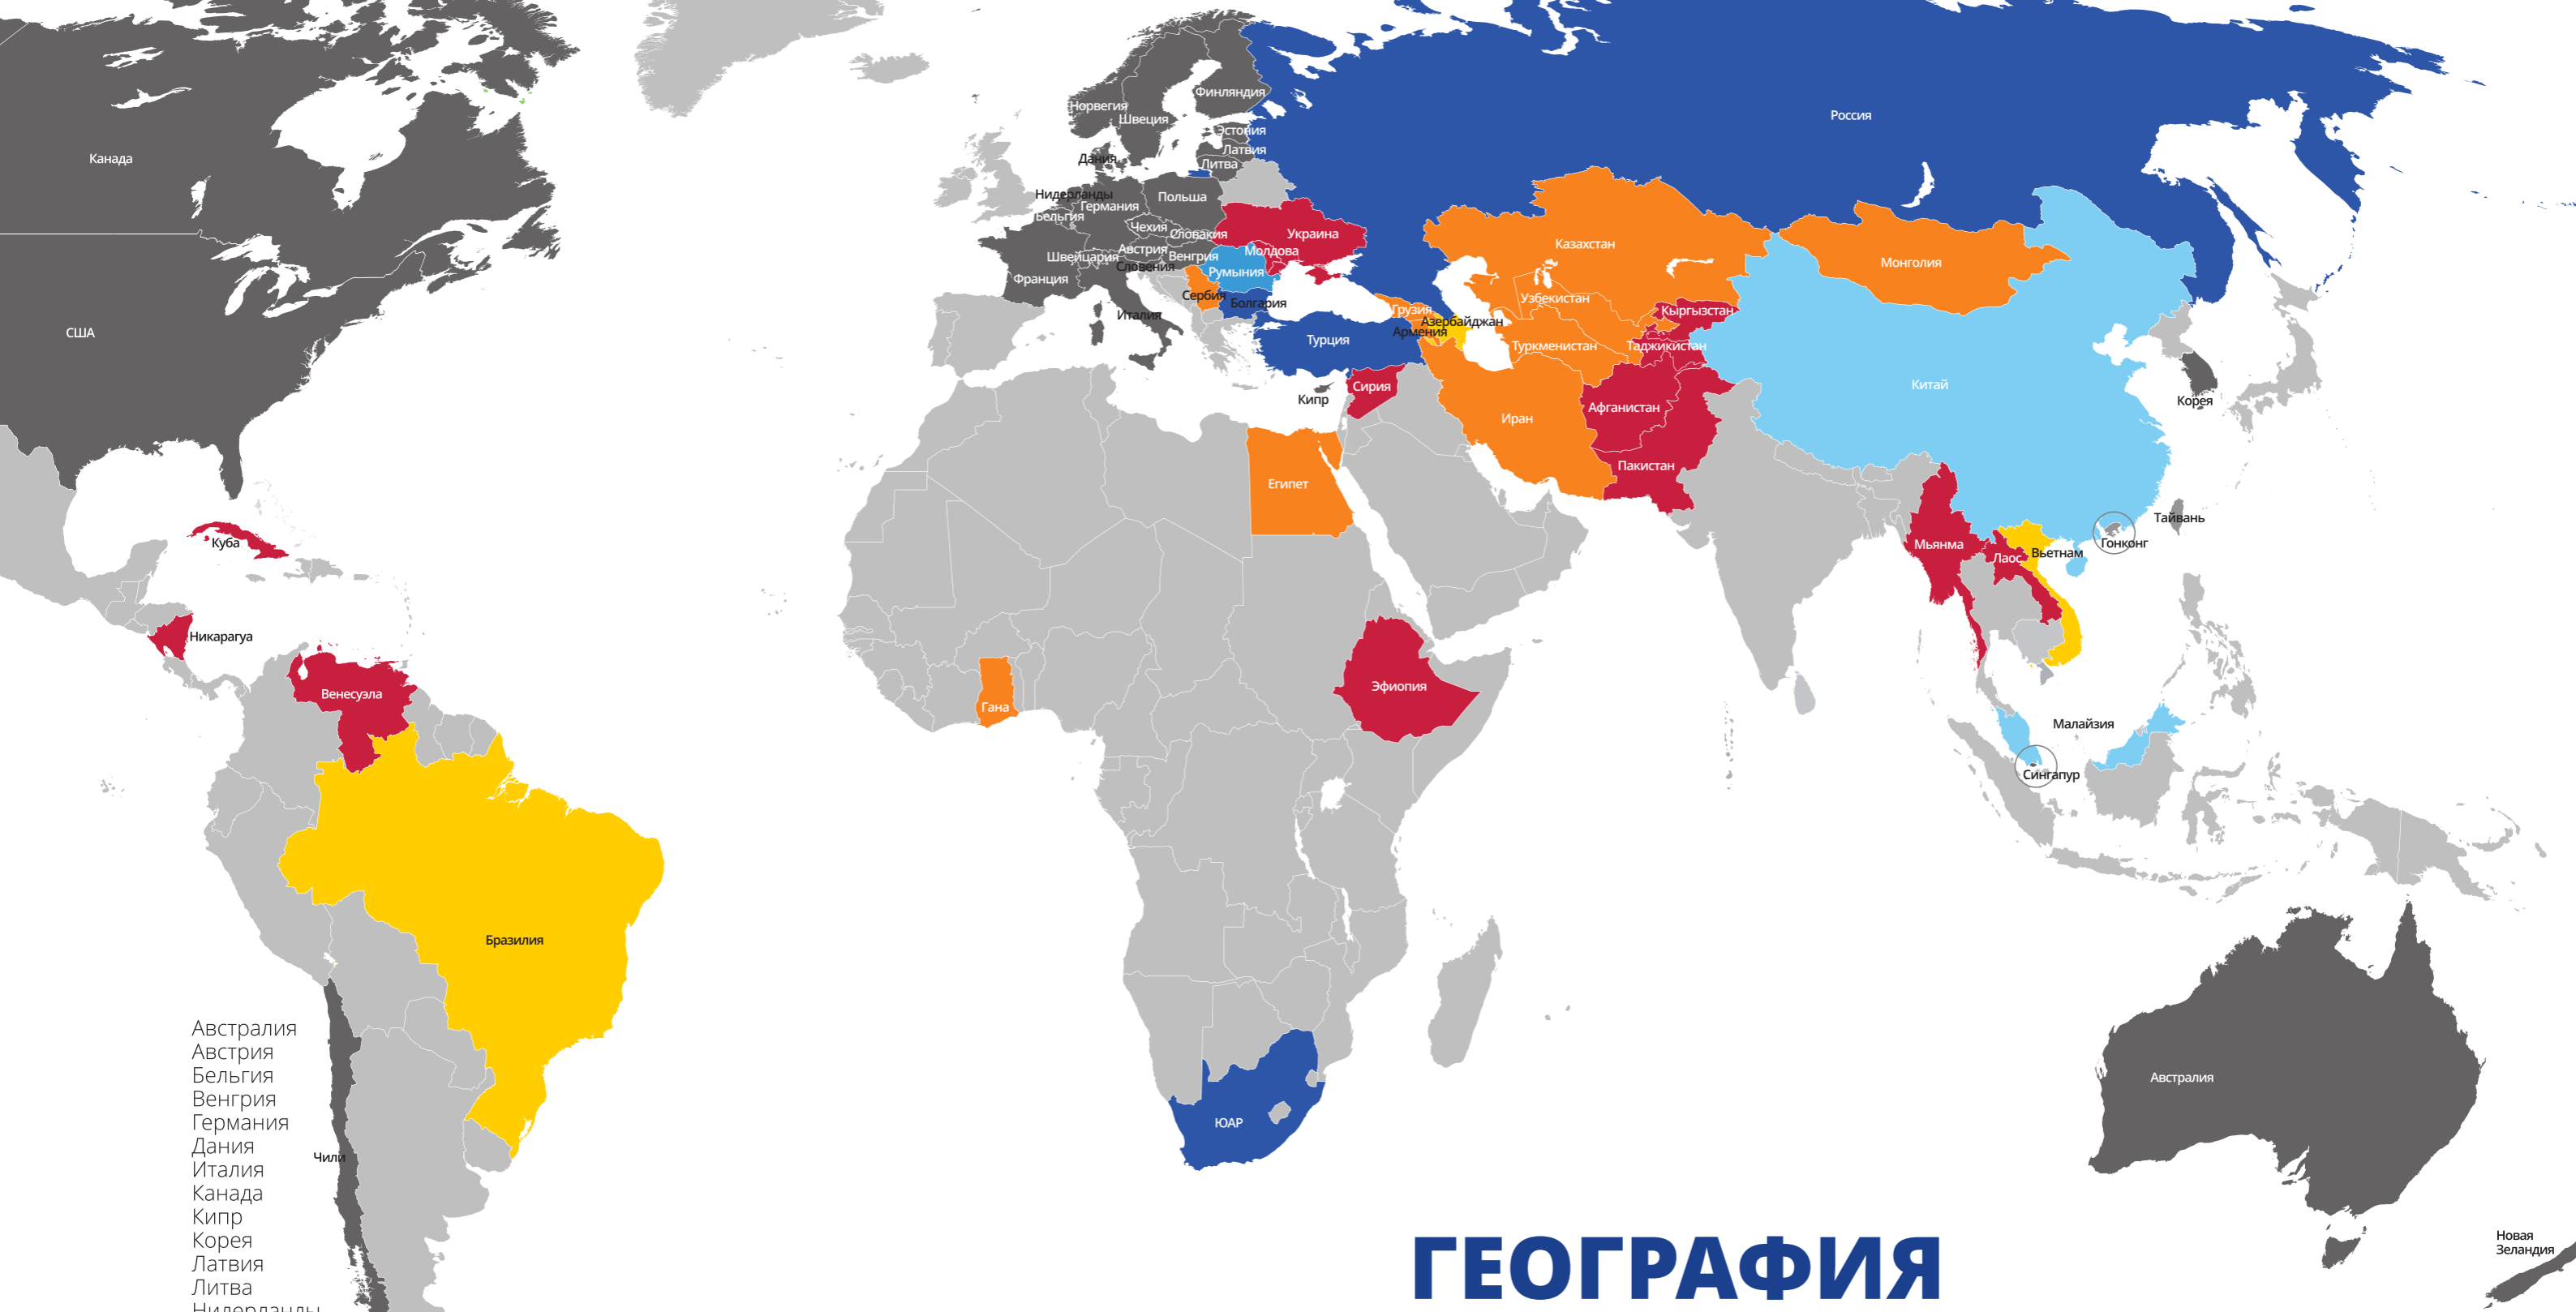 Канада
США
Куба
Никарагуа
Венесуэла
Бразилия
Чили
Норвегия
Швеция
Финляндия
Эстония
Латвия
Литва
Дания
Нидерланды
Бельгия
Германия
Польша
Чехия
Словакия
Австрия
Венгрия
Швейцария
Словения
Франция
Италия
Украина
Молдова
Румыния
Сербия
Болгария
Турция
Кипр
Сирия
Россия
Грузия
Азербайджан
Армения
Казахстан
Узбекистан
Туркменистан
Кыргызстан
Таджикистан
Афганистан
Пакистан
Иран
Монголия
Китай
Корея
Тайвань
Гонконг
Мьянма
Лаос
Вьетнам
Малайзия
Сингапур
Египет
Гана
Эфиопия
ЮАР
Австралия
Новая
Зеландия
Австралия
Австрия
Бельгия
Венгрия
Германия
Дания
Италия
Канада
Кипр
Корея
Латвия
Литва
Нидерланды
ГЕОГРАФИЯ